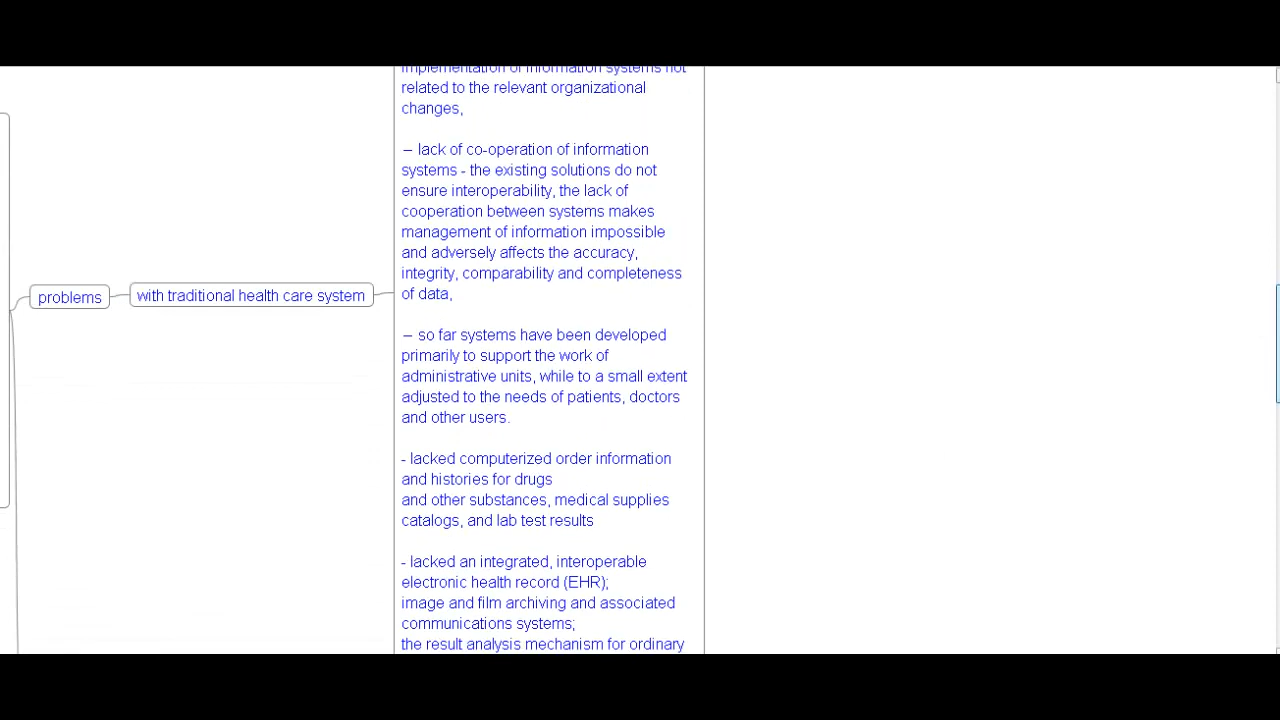 implementation of information systems not
related to the relevant organizational
changes,
– lack of co-operation of information
systems - the existing solutions do not
ensure interoperability, the lack of
cooperation between systems makes
management of information impossible
and adversely affects the accuracy,
integrity, comparability and completeness
of data,
problems
with traditional health care system
– so far systems have been developed
primarily to support the work of
administrative units, while to a small extent
adjusted to the needs of patients, doctors
and other users.
- lacked computerized order information
and histories for drugs
and other substances, medical supplies
catalogs, and lab test results
- lacked an integrated, interoperable
electronic health record (EHR);
image and film archiving and associated
communications systems;
the result analysis mechanism for ordinary